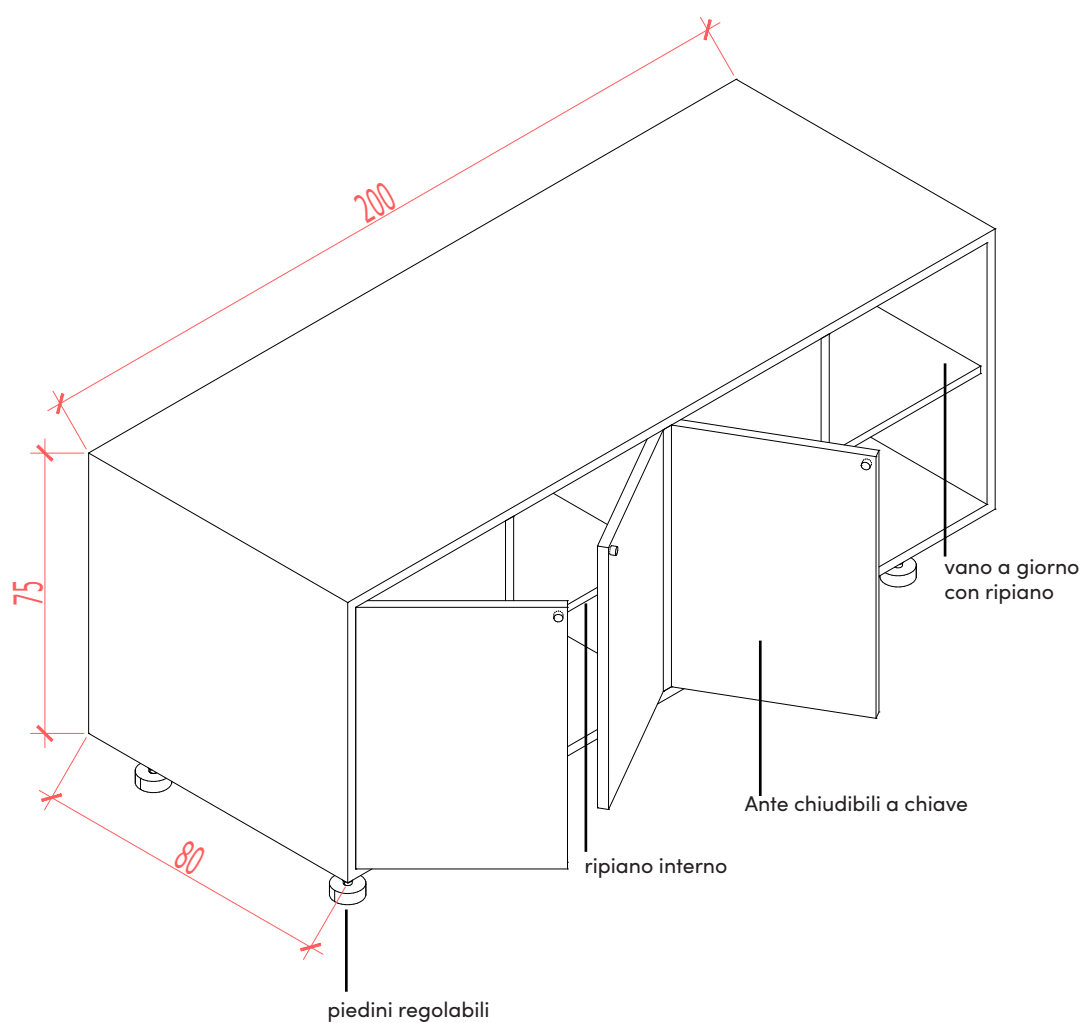 200
75
80
vano a giorno
con ripiano
Ante chiudibili a chiave
ripiano interno
piedini regolabili